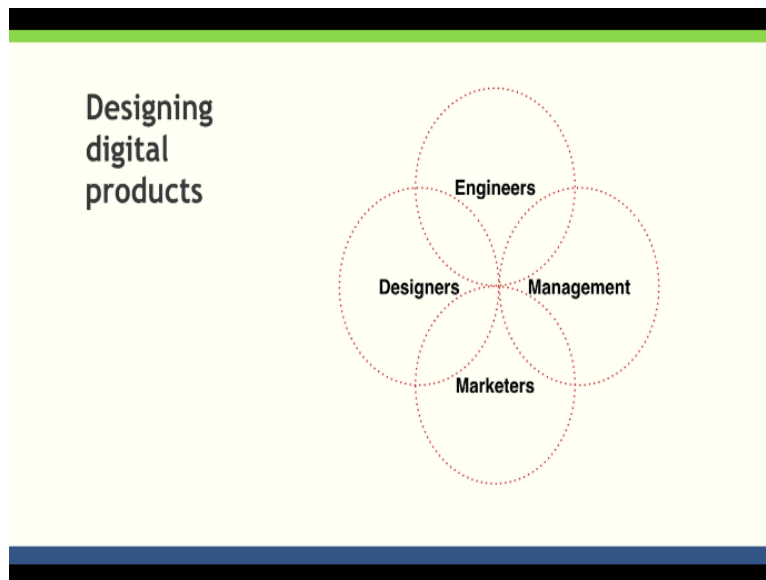 Designing
digital
products
Engineers
Designers
Management
Marketers